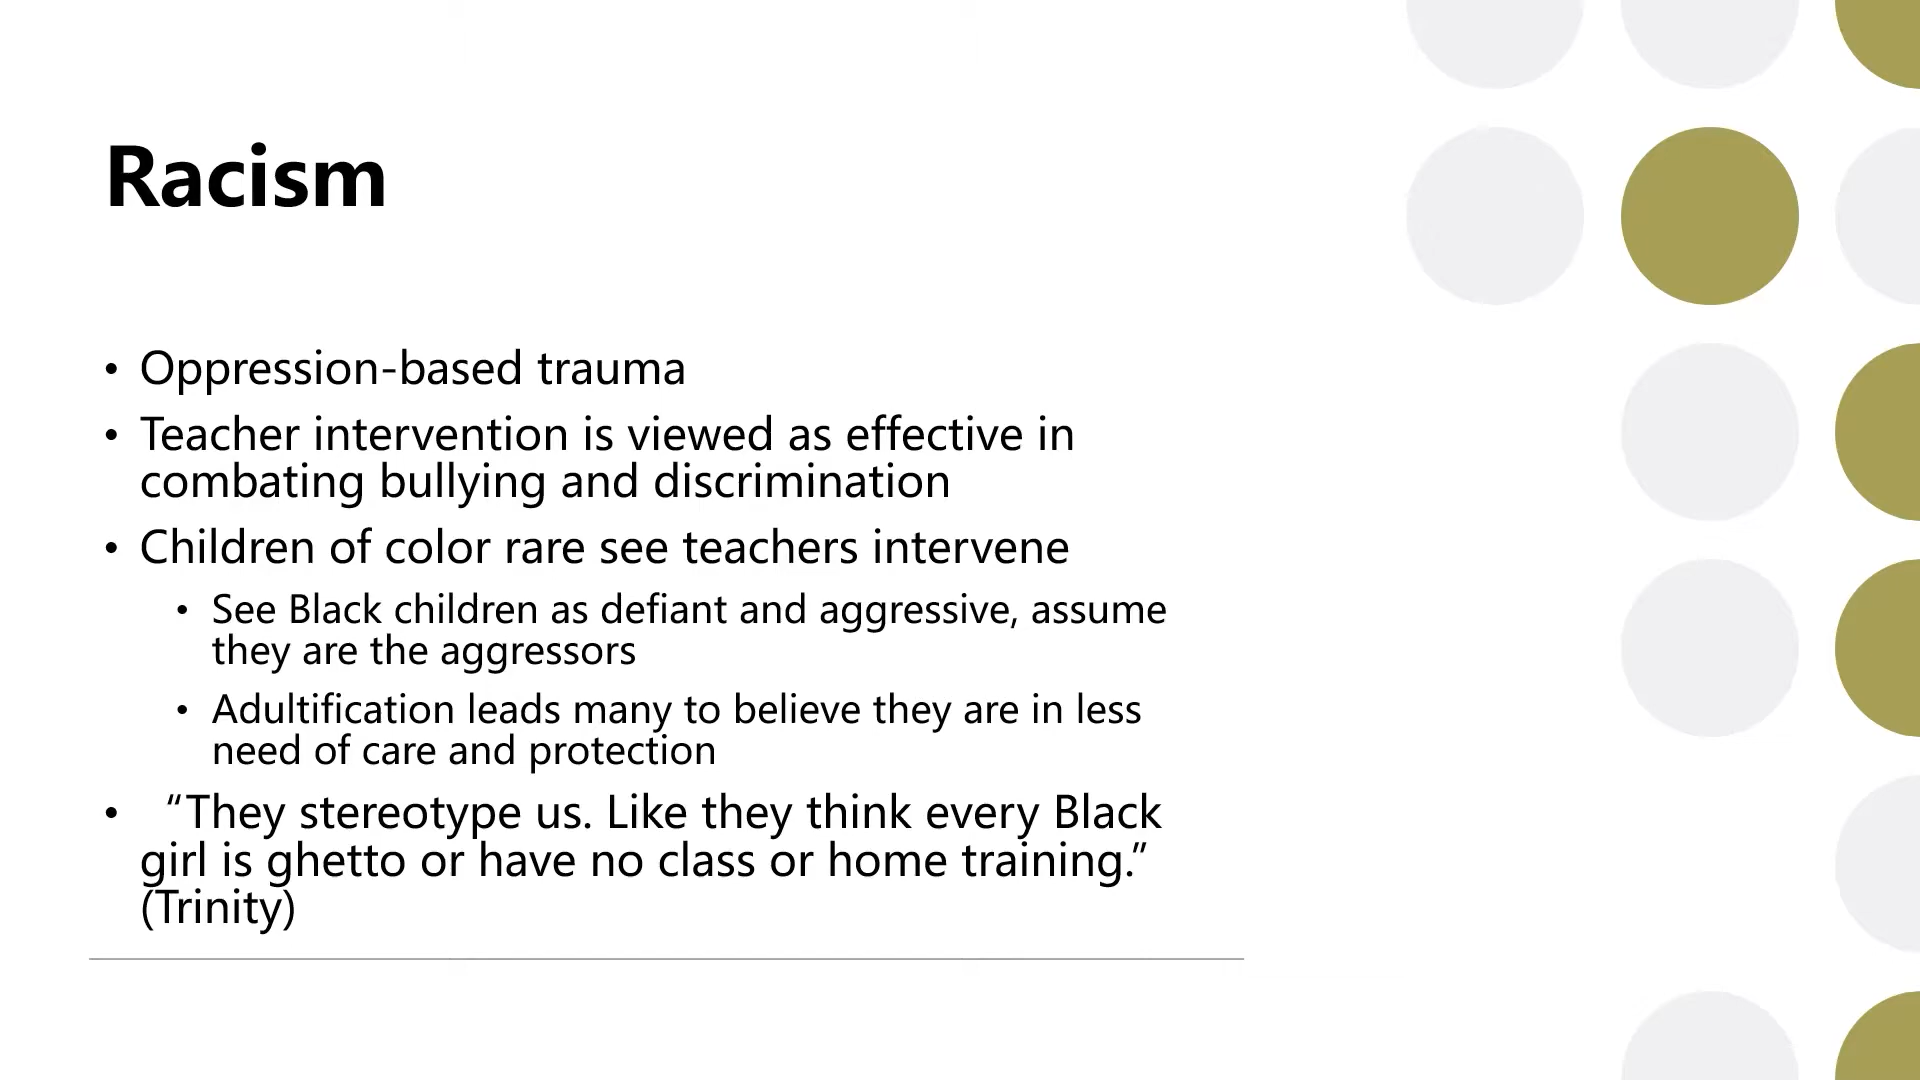 Racism
• Oppression-based trauma
• Teacher intervention is viewed as effective in
combating bullying and discrimination
• Children of color rare see teachers intervene
• See Black children as defiant and aggressive, assume
they are the aggressors
• Adultification leads many to believe they are in less
need of care and protection
• “They stereotype us. Like they think every Black
girl is ghetto or have no class or home training.”
(Trinity)